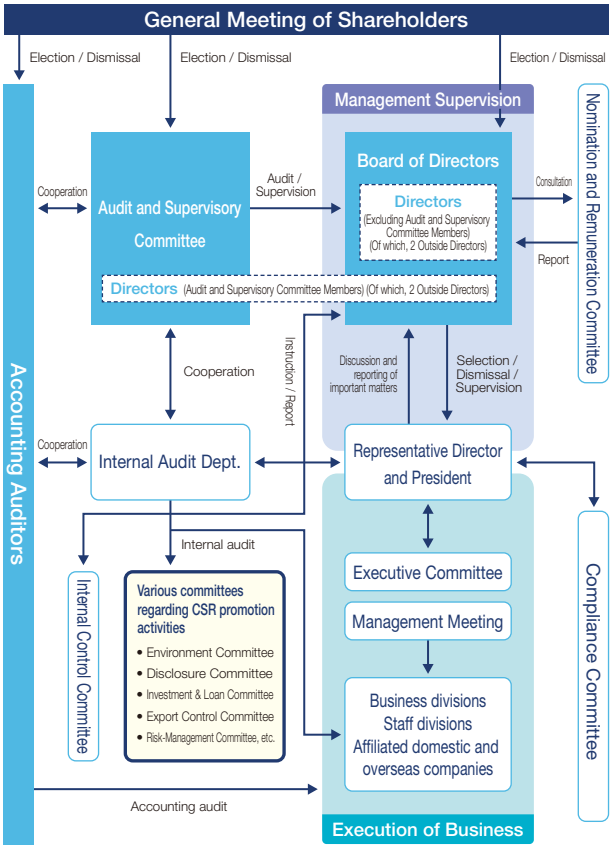 General Meeting of Shareholders
Election / Dismissal
Election / Dismissal
Election / Dismissal
Management Supervision
Accounting Auditors
Cooperation
Audit and Supervisory
Committee
Audit /
Supervision
Board of Directors
Directors
(Excluding Audit and Supervisory
Committee Members)
(Of which, 2 Outside Directors)
Directors (Audit and Supervisory Committee Members) (Of which, 2 Outside Directors)
Consultation
Report
Nomination and Remuneration Committee
Cooperation
Instruction / Report
Discussion and
reporting of
important matters
Selection /
Dismissal /
Supervision
Cooperation
Internal Audit Dept.
Representative Director
and President
Internal audit
Internal Control Committee
Various committees
regarding CSR promotion
activities
• Environment Committee
• Disclosure Committee
• Investment & Loan Committee
• Export Control Committee
• Risk-Management Committee, etc.
Executive Committee
Management Meeting
Business divisions
Staff divisions
Affiliated domestic and
overseas companies
Compliance Committee
Accounting audit
Execution of Business